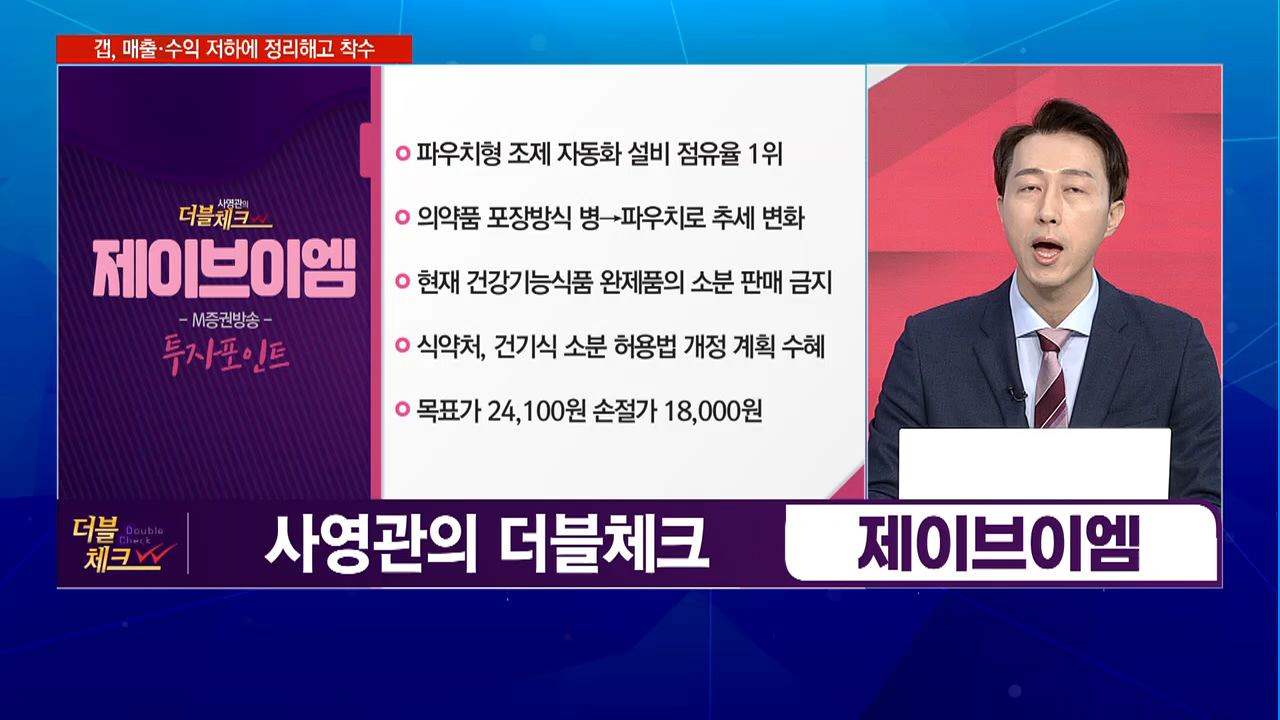 갭, 매출·수익 저하에 정리해고 착수
사영관의
더블체크
제이브이엠
- M증권방송 -
투자포인트
파우치형 조제 자동화 설비 점유율 1위
의약품 포장방식 병→파우치로 추세 변화
현재 건강기능식품 완제품의 소분 판매 금지
식약처, 건기식 소분 허용법 개정 계획 수혜
목표가 24,100원 손절가 18,000원
더블 Double
체크 Check
사영관의 더블체크
제이브이엠